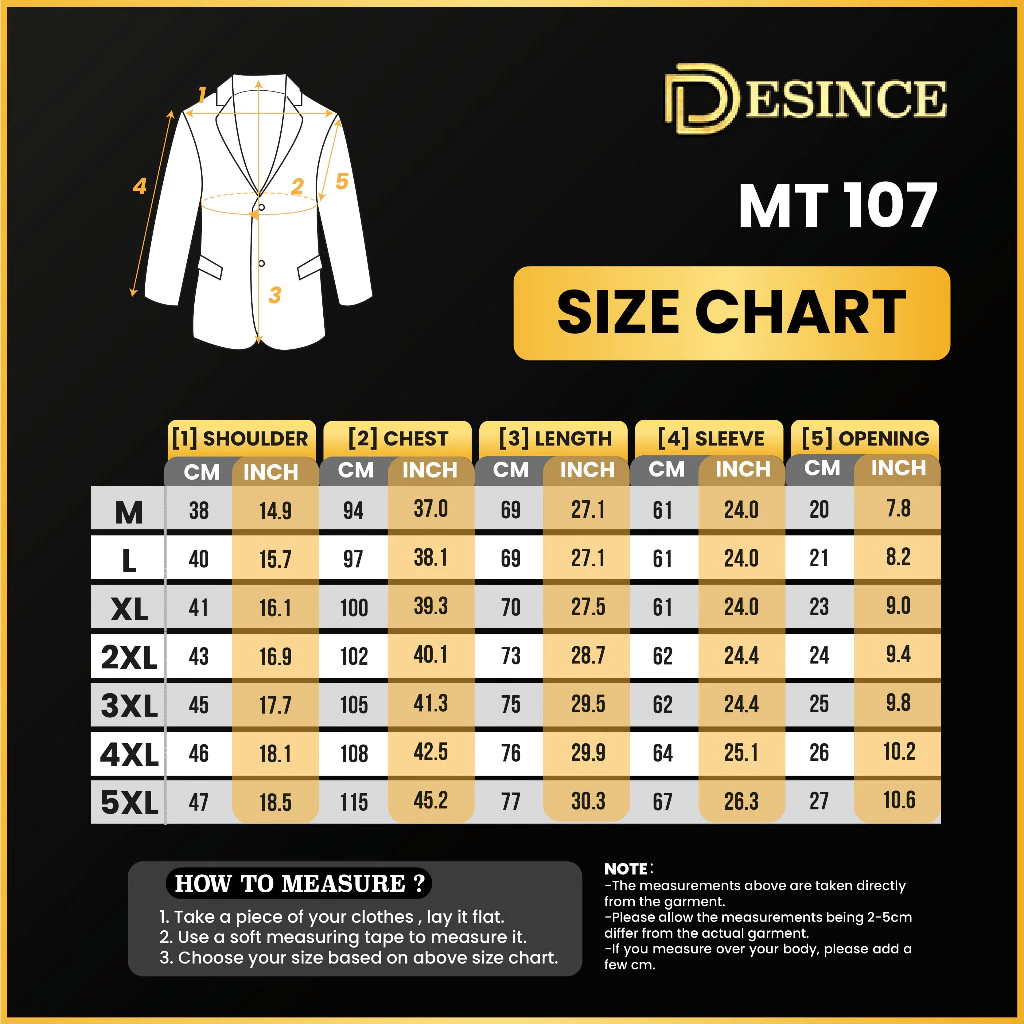 DESINCE
MT 107
SIZE CHART
1
2
3
4
5
[1] SHOULDER [2] CHEST [3] LENGTH [4] SLEEVE [5] OPENING
CM INCH CM INCH CM INCH CM INCH CM INCH
M 38 14.9 94 37.0 69 27.1 61 24.0 20 7.8
L 40 15.7 97 38.1 69 27.1 61 24.0 21 8.2
XL 41 16.1 100 39.3 70 27.5 61 24.0 23 9.0
2XL 43 16.9 102 40.1 73 28.7 62 24.4 24 9.4
3XL 45 17.7 105 41.3 75 29.5 62 24.4 25 9.8
4XL 46 18.1 108 42.5 76 29.9 64 25.1 26 10.2
5XL 47 18.5 115 45.2 77 30.3 67 26.3 27 10.6
HOW TO MEASURE ?
1. Take a piece of your clothes , lay it flat.
2. Use a soft measuring tape to measure it.
3. Choose your size based on above size chart.
NOTE:
-The measurements above are taken directly
from the garment.
-Please allow the measurements being 2-5cm
differ from the actual garment.
-If you measure over your body, please add a
few cm.